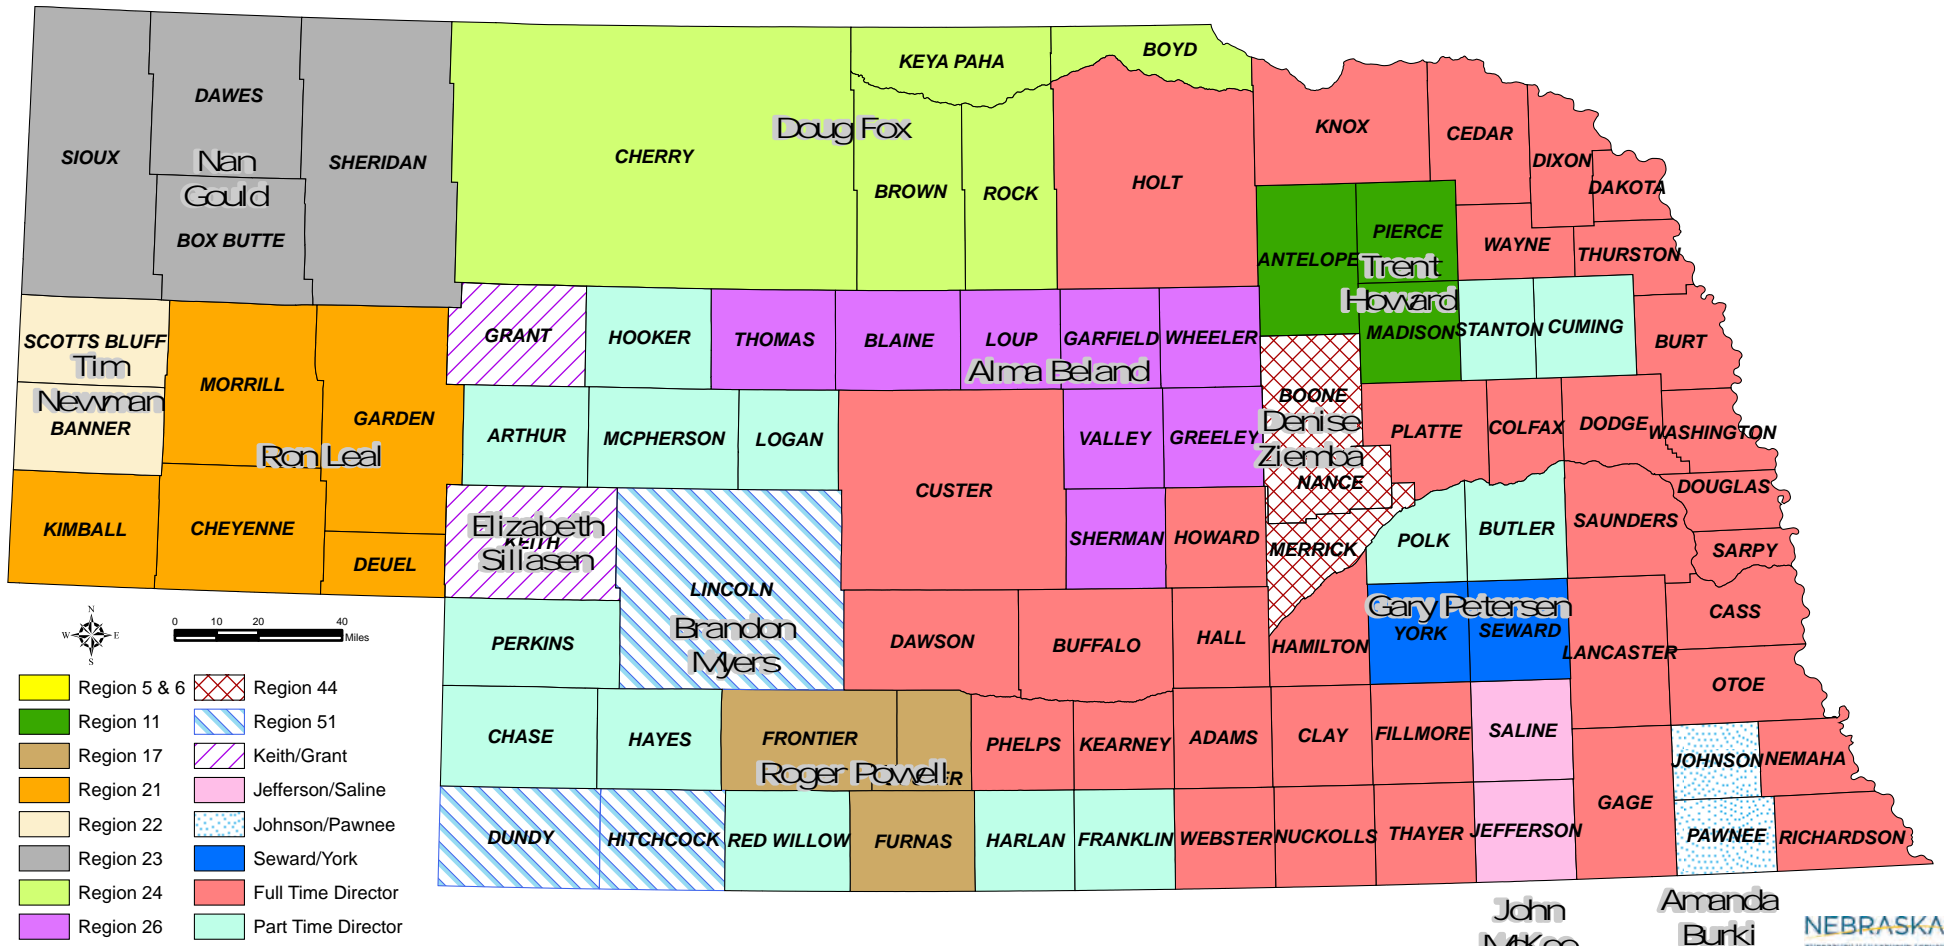 BOYD
KEYA PAHA
DAWES
KNOX
CEDAR
Doug Fox
SIOUX
Nan
Gould
SHERIDAN
CHERRY
BROWN
ROCK
HOLT
DIXON
DAKOTA
BOX BUTTE
PIERCE
ANTELOPE
Trent
Howard
MADISON
WAYNE
THURSTON
SCOTTS BLUFF
Tim
Newman
BANNER
MORRILL
GARDEN
Ron Leal
GRANT
HOOKER
THOMAS
BLAINE
LOUP
GARFIELD
WHEELER
Alma Beland
STANTON
CUMING
BURT
BOONE
Denise
Ziemba
NANCE
MERRICK
ARTHUR
MCPHERSON
LOGAN
CUSTER
VALLEY
GREELEY
PLATTE
COLFAX
DODGE
WASHINGTON
KIMBALL
CHEYENNE
DEUEL
Elizabeth
KEITH
Sillasen
LINCOLN
Brandon
Myers
SHERMAN
HOWARD
POLK
BUTLER
SAUNDERS
DOUGLAS
SARPY
Gary Petersen
YORK
SEWARD
CASS
LANCASTER
OTOE
PERKINS
DAWSON
BUFFALO
HALL
HAMILTON
CHASE
HAYES
FRONTIER
Roger Powell
ER
PHELPS
KEARNEY
ADAMS
CLAY
FILLMORE
SALINE
JOHNSON
NEMAHA
DUNDY
HITCHCOCK
RED WILLOW
FURNAS
HARLAN
FRANKLIN
WEBSTER
NUCKOLLS
THAYER
JEFFERSON
GAGE
PAWNEE
RICHARDSON
N
W
E
S
0 10 20 40
Miles
Region 5 & 6
Region 11
Region 17
Region 21
Region 22
Region 23
Region 24
Region 26
Region 44
Region 51
Keith/Grant
Jefferson/Saline
Johnson/Pawnee
Seward/York
Full Time Director
Part Time Director
John
McKee
Amanda
Burki
NEBRASKA